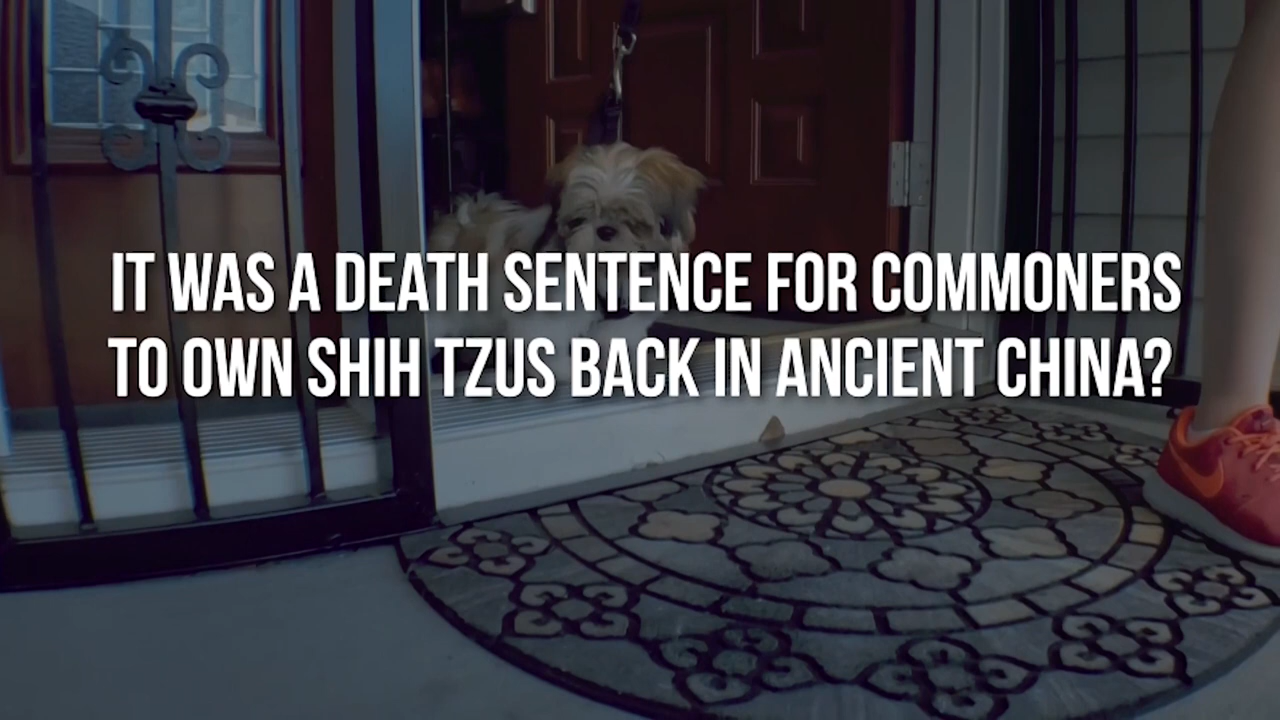 IT WAS A DEATH SENTENCE FOR COMMONERS
TO OWN SHIH TZUS BACK IN ANCIENT CHINA?